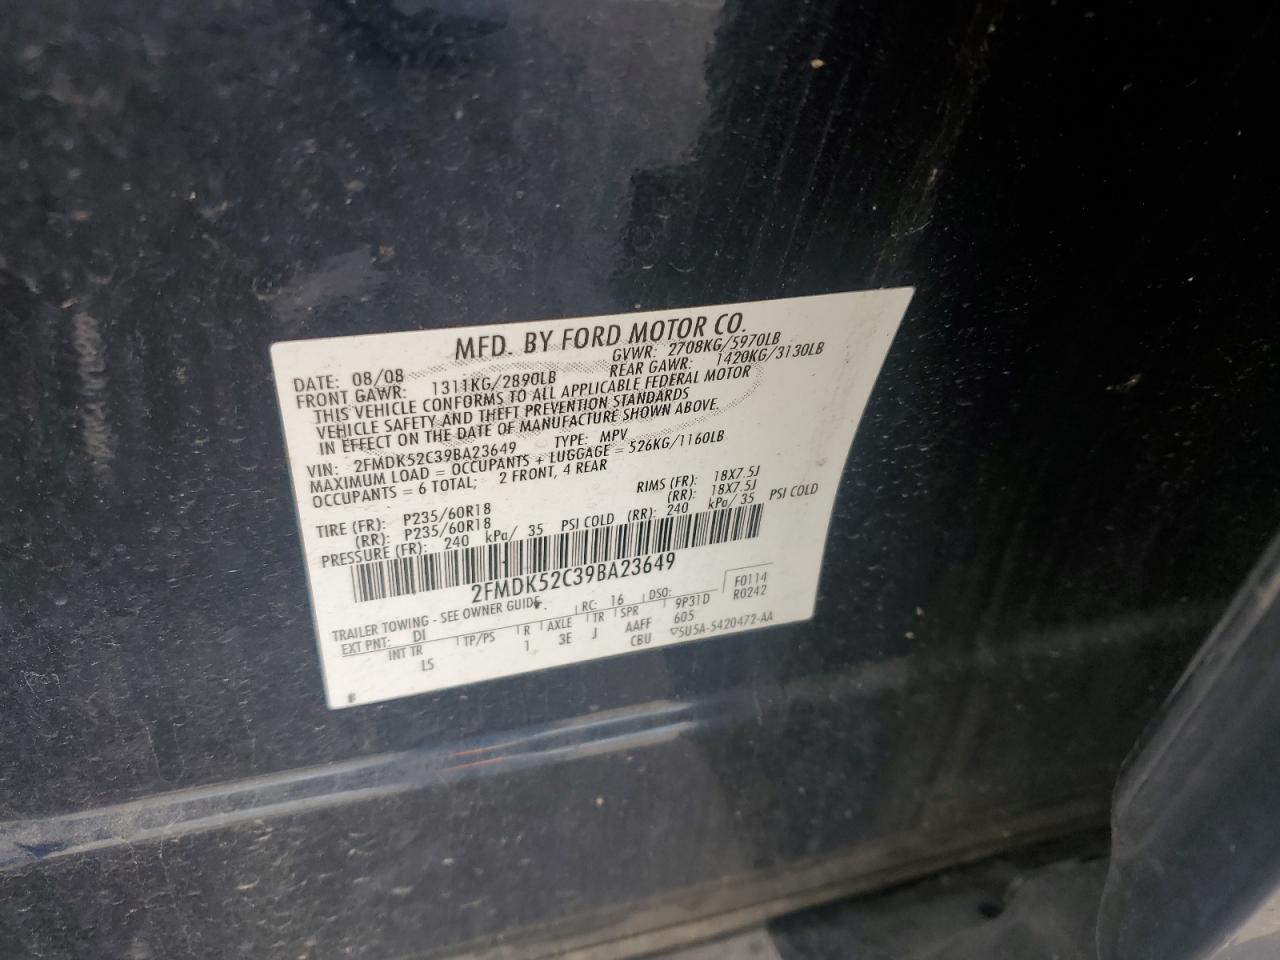 MFD. BY FORD MOTOR CO.
DATE: 08/08 GVWR: 2708KG/5970LB
FRONT GAWR: 1311KG/2890LB REAR GAWR: 1420KG/3130LB
THIS VEHICLE CONFORMS TO ALL APPLICABLE FEDERAL MOTOR
VEHICLE SAFETY AND THEFT PREVENTION STANDARDS
IN EFFECT ON THE DATE OF MANUFACTURE SHOWN ABOVE.
VIN: 2FMDK52C39BA23649 TYPE: MPV
MAXIMUM LOAD = OCCUPANTS + LUGGAGE = 526KG/1160LB
OCCUPANTS = 6 TOTAL; 2 FRONT, 4 REAR
TIRE (FR): P235/60R18 RIMS (FR): 18X7.5J
(RR): P235/60R18 (RR): 18X7.5J
PRESSURE (FR): 240 kPa/ 35 PSI COLD (RR): 240 kPa/ 35 PSI COLD
2FMDK52C39BA23649
TRAILER TOWING - SEE OWNER GUIDE
EXT PNT: DI RC: 16 DSO: F0114
INT TR TP/PS R AXLE TR SPR 9P31D R0242
LS 1 3E J AAFF 605
CBU ▽5U5A-5420472-AA